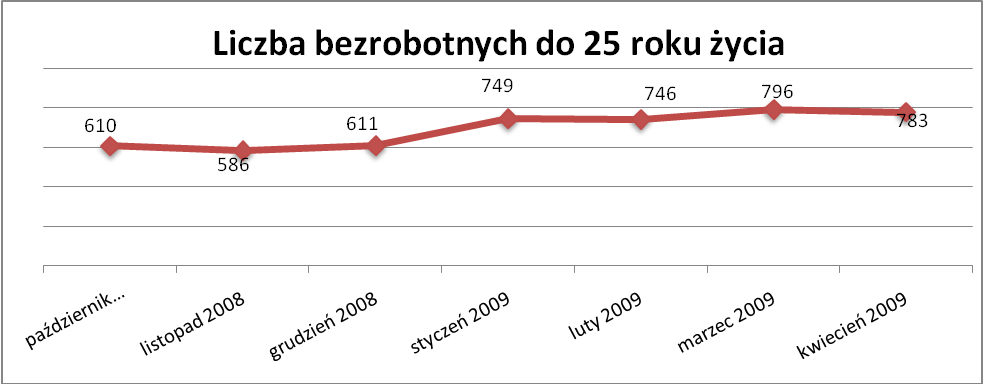 Liczba bezrobotnych do 25 roku życia
610
586
611
749
746
796
783
październik...
listopad 2008
grudzień 2008
styczeń 2009
luty 2009
marzec 2009
kwiecień 2009